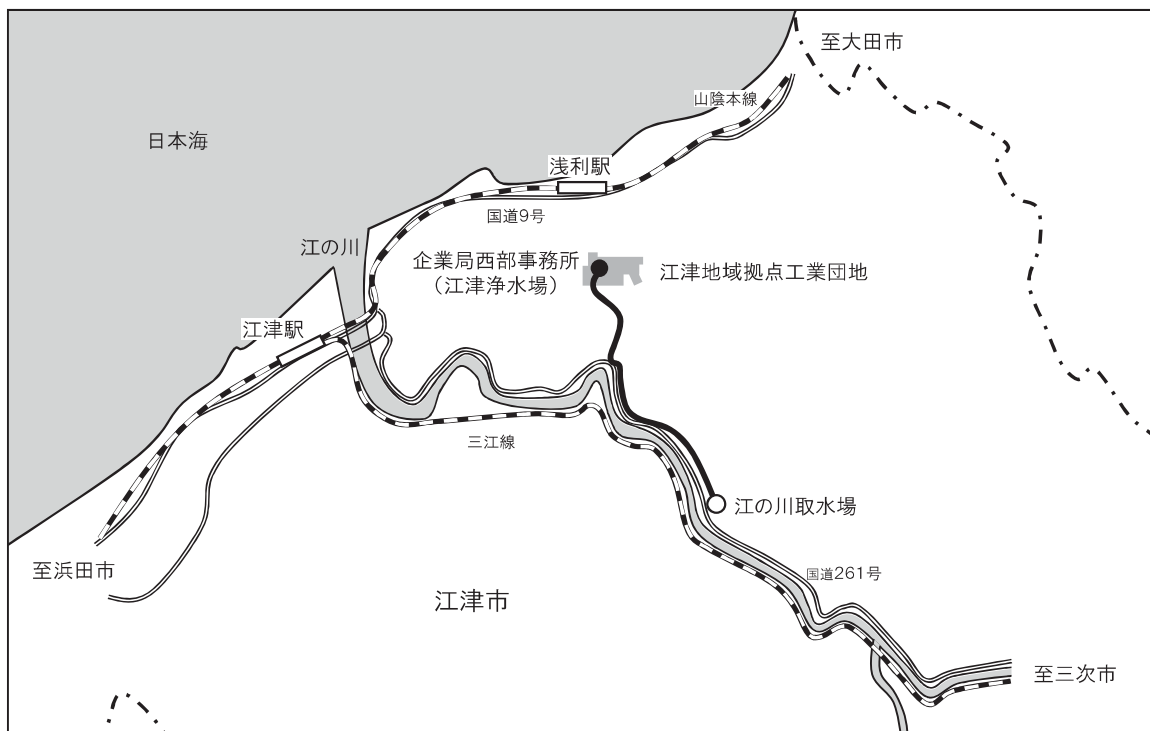 至大田市
山陰本線
日本海
浅利駅
国道9号
江の川
企業局西部事務所
（江津浄水場）
江津地域拠点工業団地
江津駅
三江線
江の川取水場
至浜田市
国道261号
江津市
至三次市